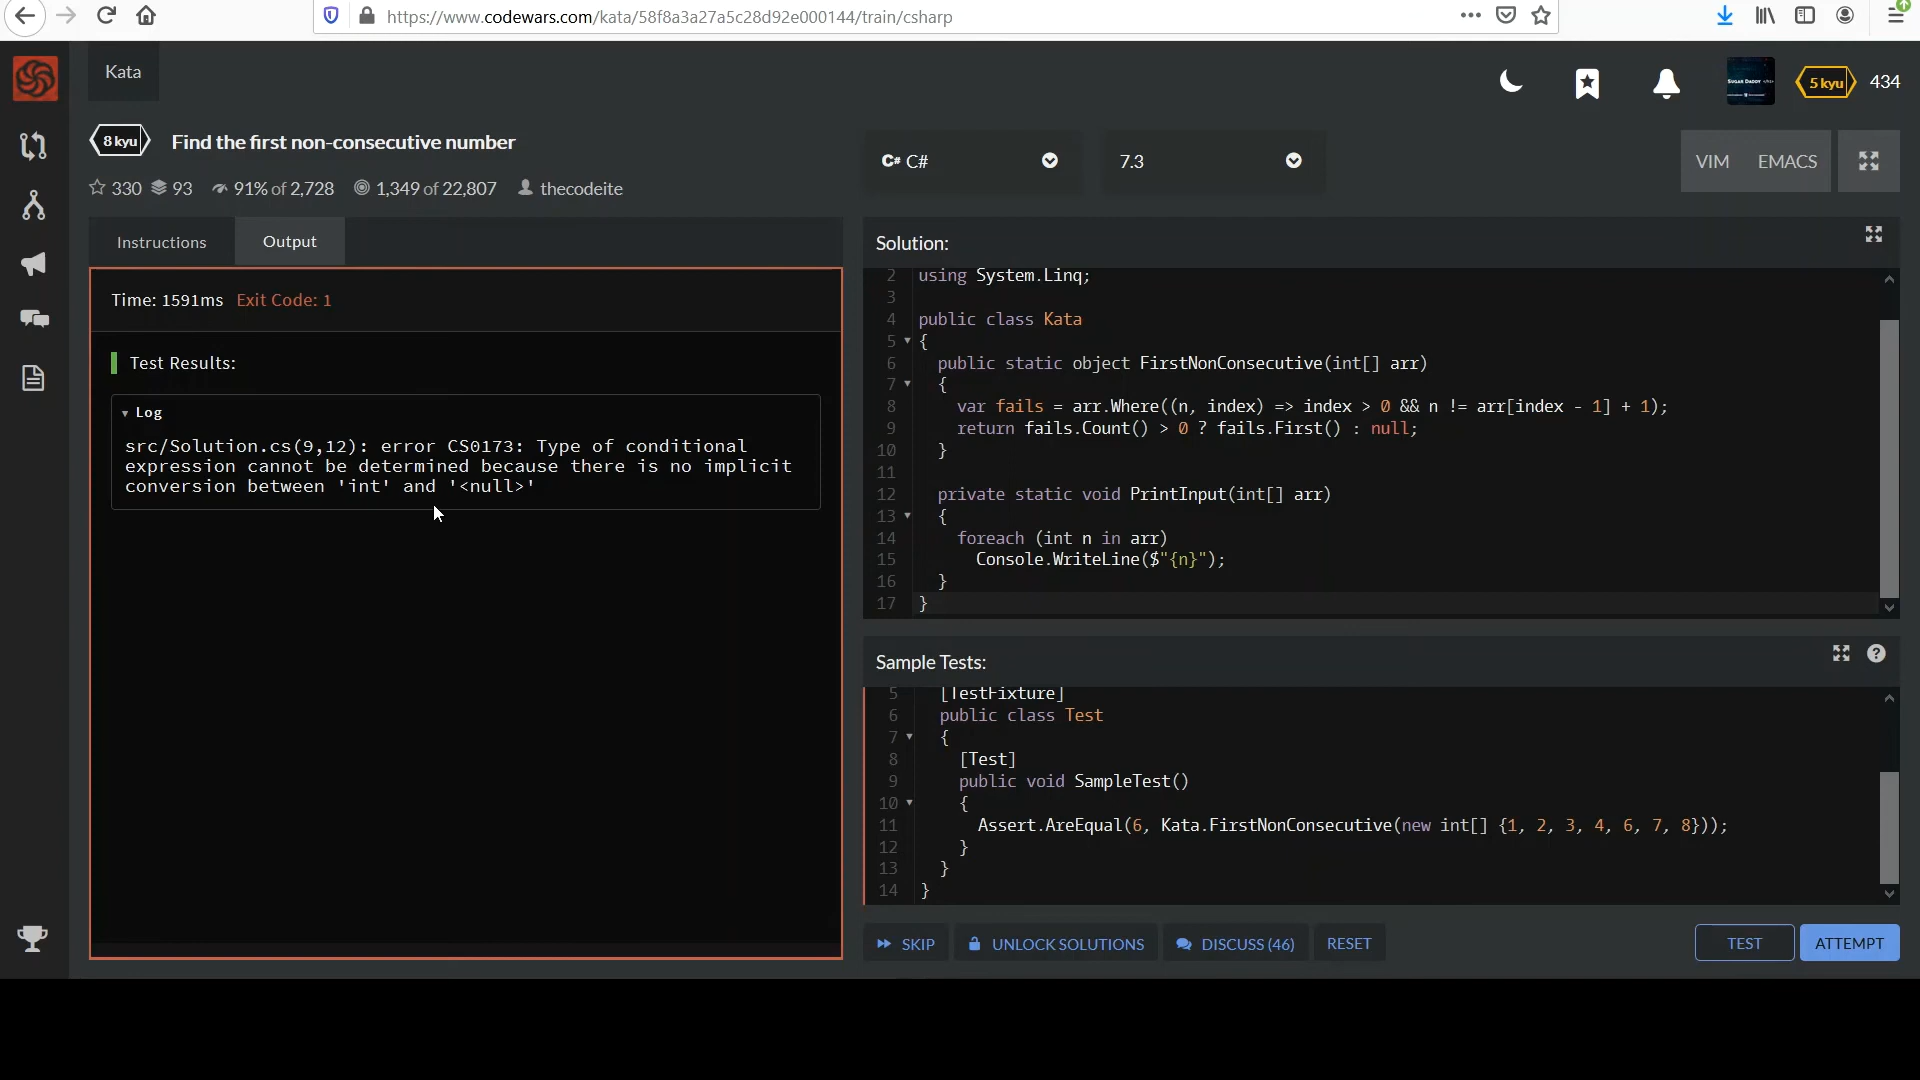 https://www.codewars.com/kata/58f8a3a27a5c28d92e000144/train/csharp
Kata
5 kyu 434
8 kyu Find the first non-consecutive number
330 93 91% of 2,728 1,349 of 22,807 thecodeite
C# C# 7.3 VIM EMACS
Instructions Output
Time: 1591ms Exit Code: 1
Test Results:
Log
src/Solution.cs(9,12): error CS0173: Type of conditional
expression cannot be determined because there is no implicit
conversion between 'int' and '<null>'
Solution:
2 using System.Linq;
3
4 public class Kata
5 {
6 public static object FirstNonConsecutive(int[] arr)
7 {
8 var fails = arr.Where((n, index) => index > 0 && n != arr[index - 1] + 1);
9 return fails.Count() > 0 ? fails.First() : null;
10 }
11
12 private static void PrintInput(int[] arr)
13 {
14 foreach (int n in arr)
15 Console.WriteLine($"{n}");
16 }
17 }
Sample Tests:
5 [TestFixture]
6 public class Test
7 {
8 [Test]
9 public void SampleTest()
10 {
11 Assert.AreEqual(6, Kata.FirstNonConsecutive(new int[] {1, 2, 3, 4, 6, 7, 8}));
12 }
13 }
14 }
SKIP UNLOCK SOLUTIONS DISCUSS (46) RESET TEST ATTEMPT